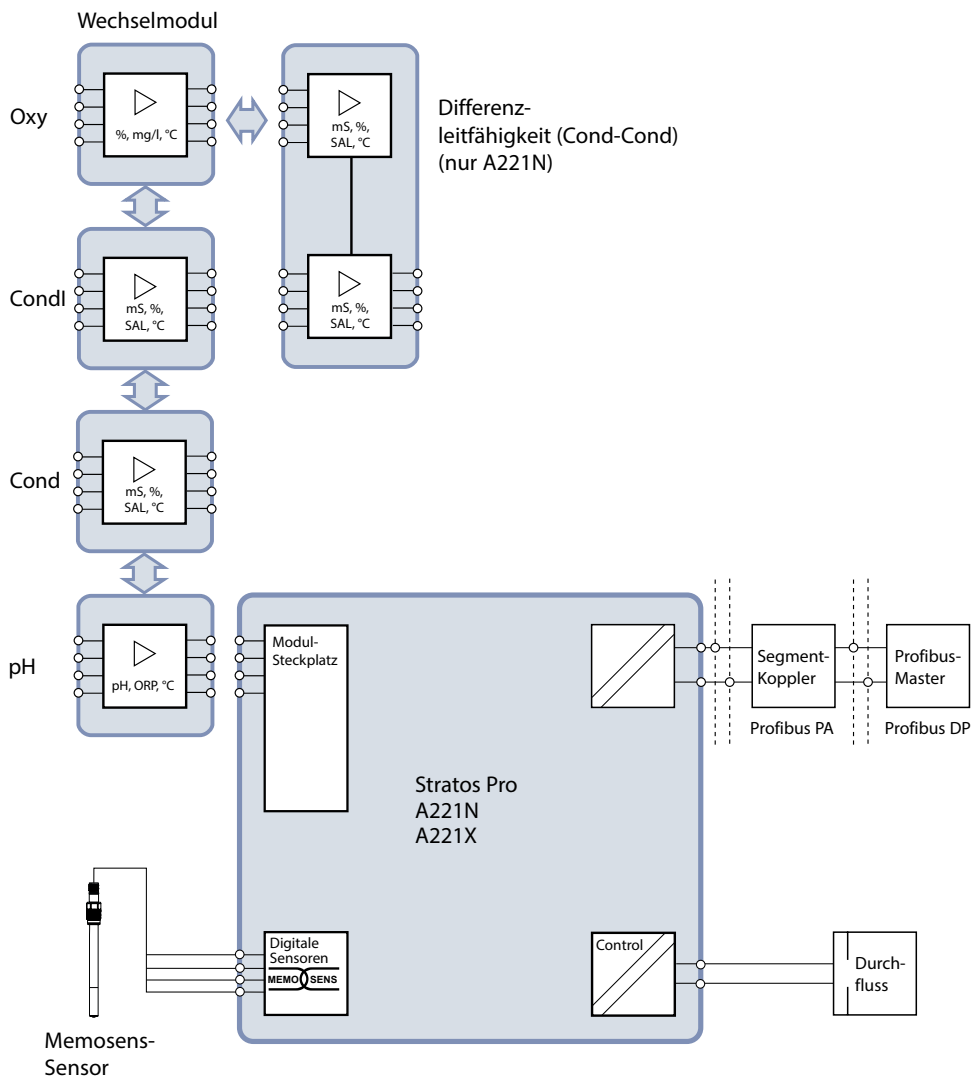 Wechselmodul
Oxy
%, mg/l, °C
mS, %,
SAL, °C
Differenz-
leitfähigkeit (Cond-Cond)
(nur A221N)
CondI
mS, %,
SAL, °C
mS, %,
SAL, °C
Cond
mS, %,
SAL, °C
pH
pH, ORP, °C
Modul-
Steckplatz
Segment-
Koppler
Profibus-
Master
Profibus PA
Profibus DP
Stratos Pro
A221N
A221X
Digitale
Sensoren
MEMO SENS
Control
Durch-
fluss
Memosens-
Sensor